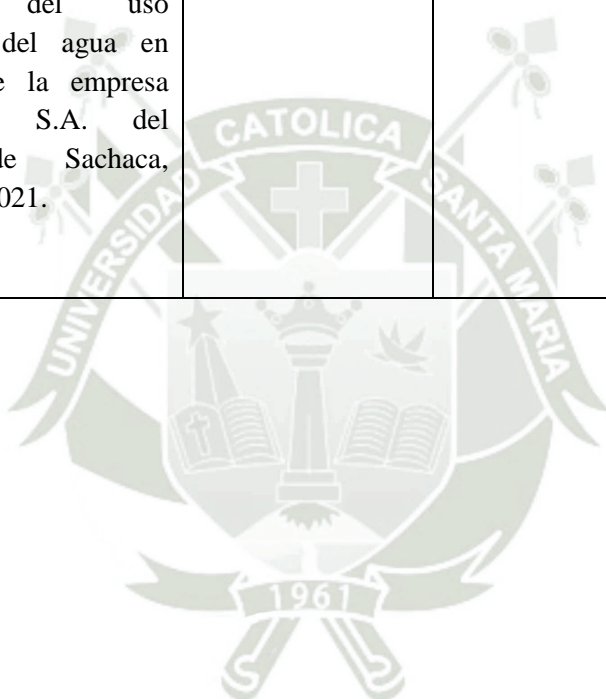 del uso
del agua en
e la empresa
S.A. del
de Sachaca,
021.
UNIVERSIDAD CATOLICA SANTA MARIA
1961